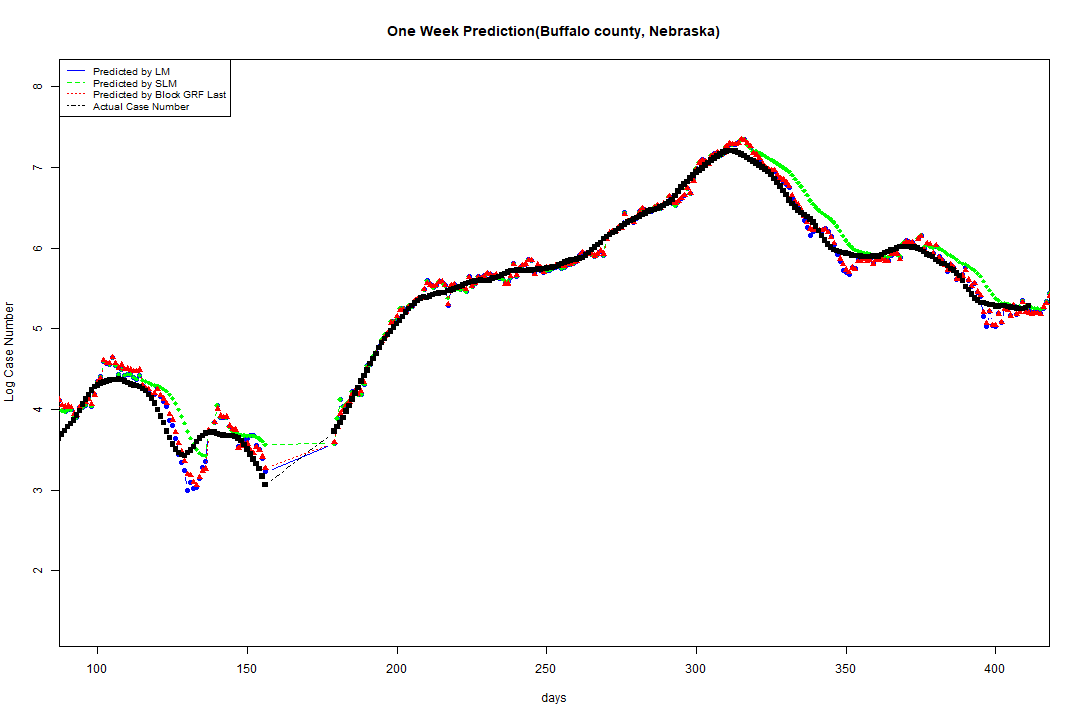 One Week Prediction(Buffalo county, Nebraska)
Predicted by LM
Predicted by SLM
Predicted by Block GRF Last
Actual Case Number
8
7
6
5
4
3
2
Log Case Number
100 150 200 250 300 350 400
days